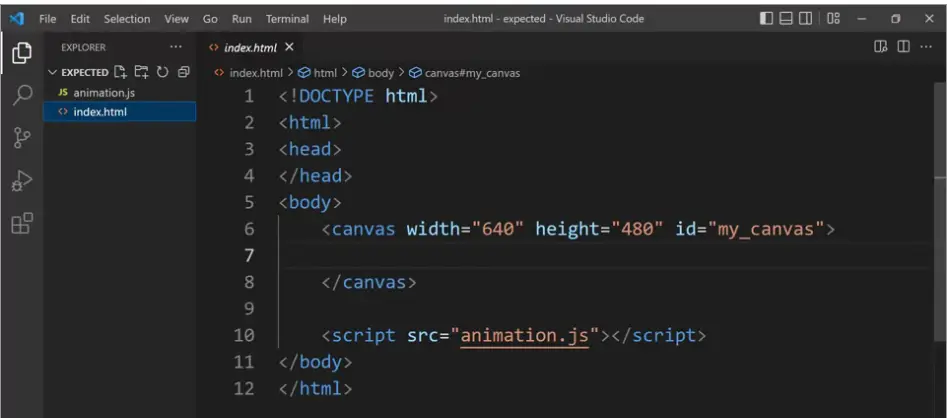 File Edit Selection View Go Run Terminal Help index.html - expected - Visual Studio Code
EXPLORER ... index.html
EXPECTED index.html > html > body > canvas#my_canvas
JS animation.js
index.html
1 <!DOCTYPE html>
2 <html>
3 <head>
4 </head>
5 <body>
6 <canvas width="640" height="480" id="my_canvas">
7
8 </canvas>
9
10 <script src="animation.js"></script>
11 </body>
12 </html>